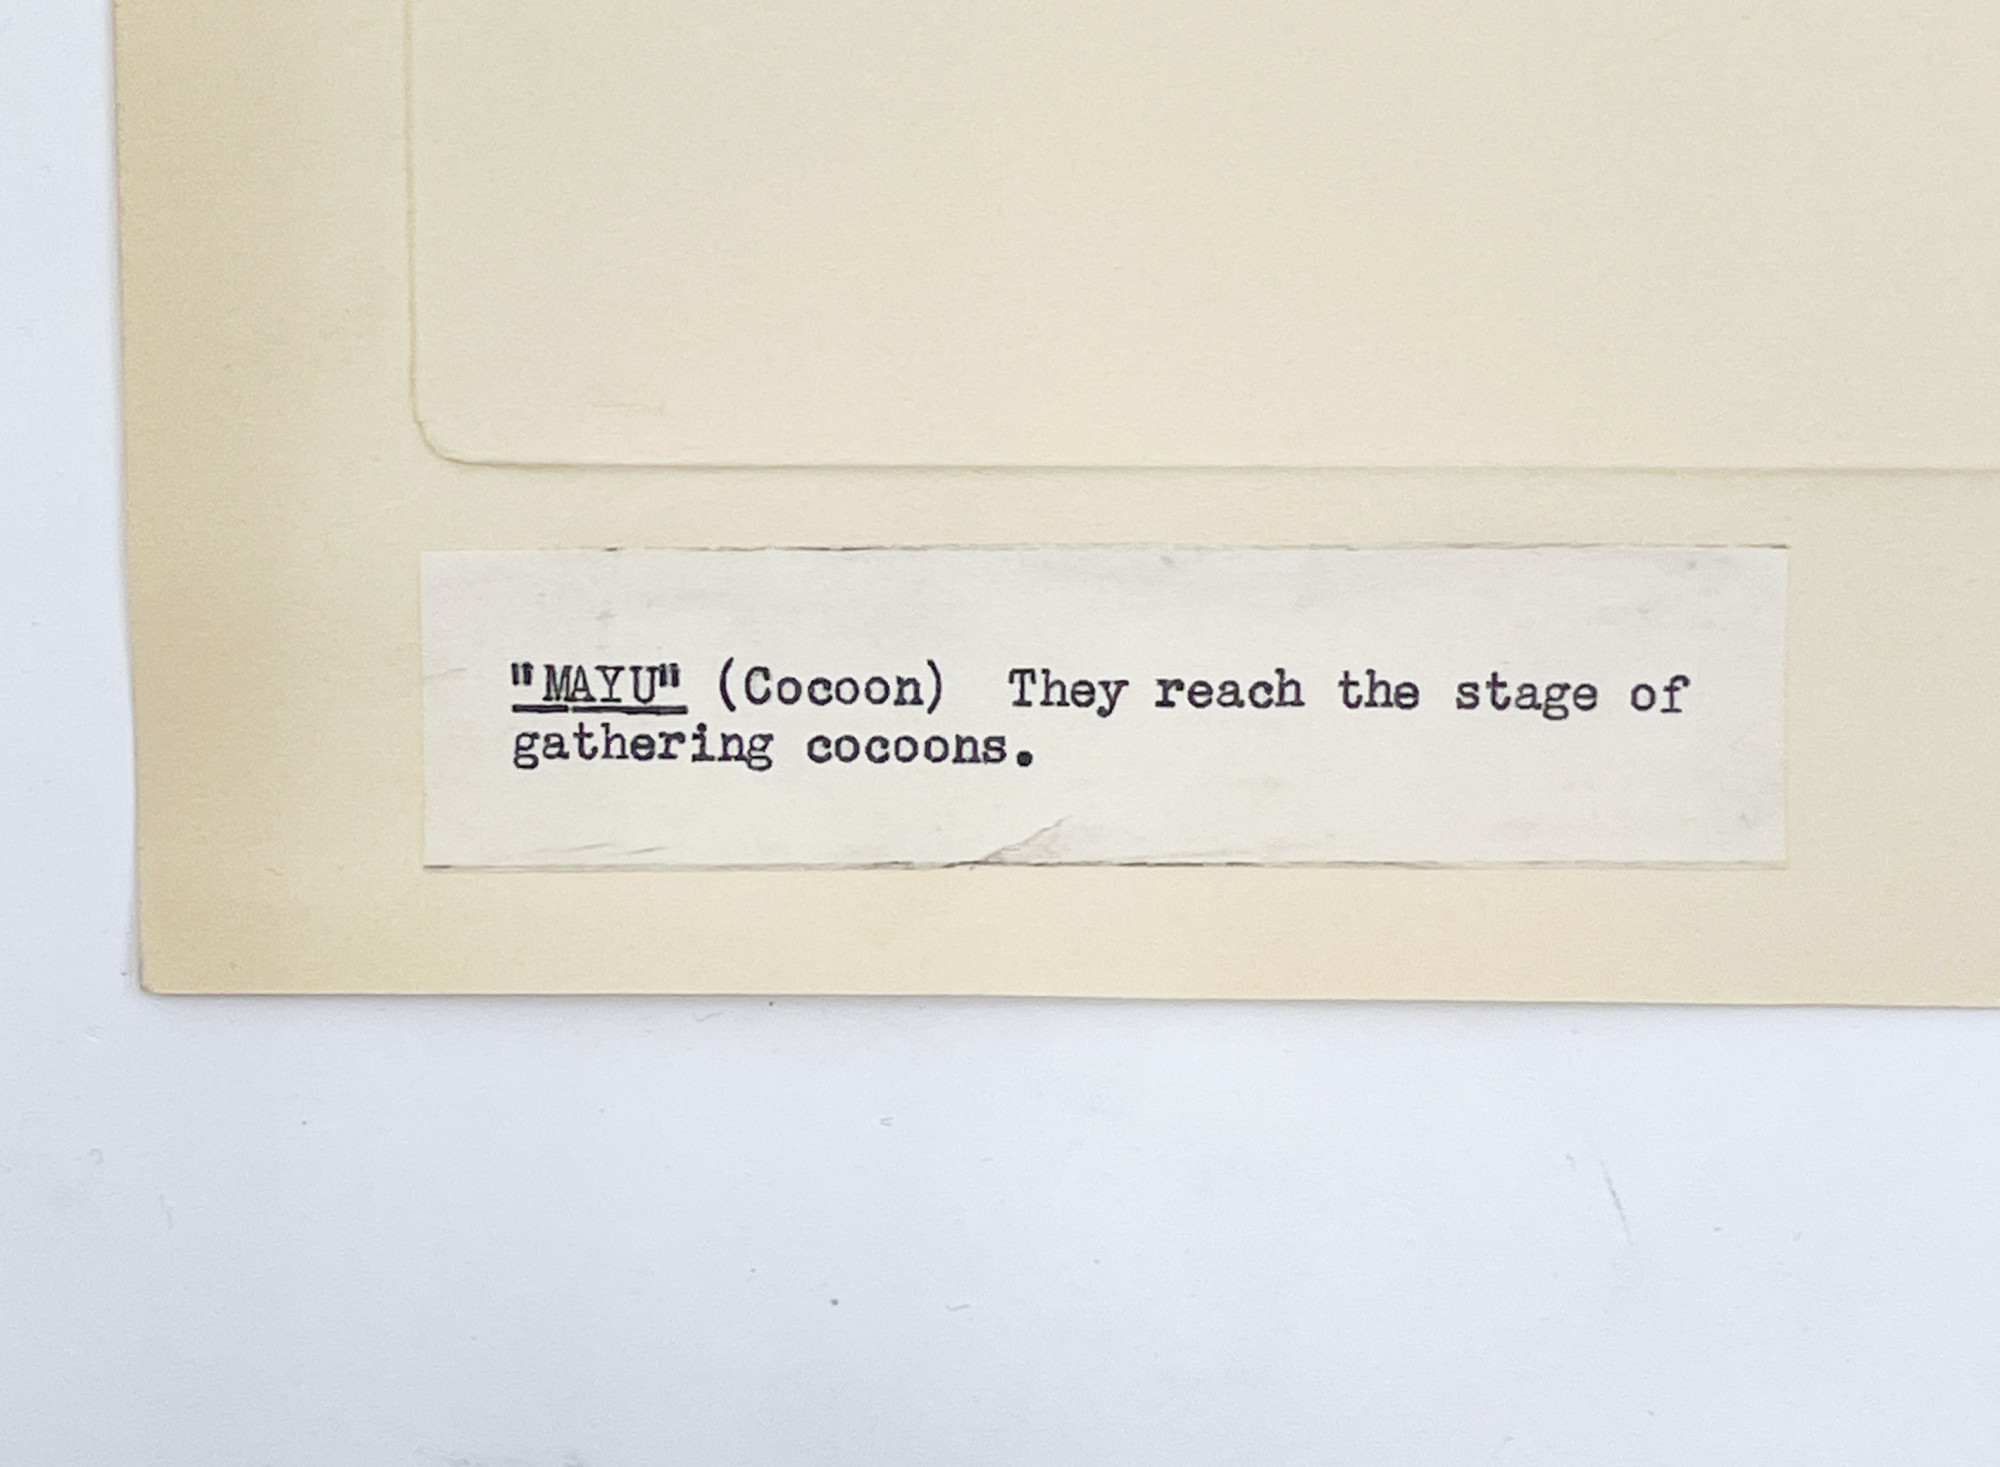 "MAYU" (Cocoon)  They reach the stage of
gathering cocoons.